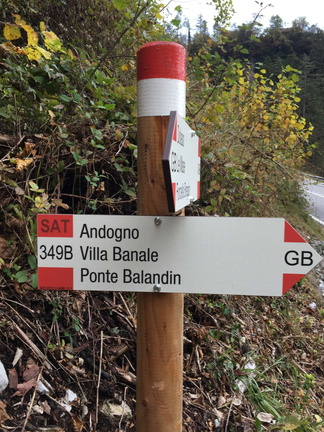 SAT
349B
Andogno
Villa Banale
Ponte Balandin
GB